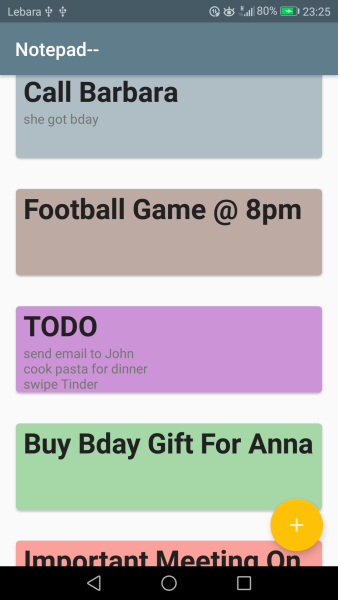 Lebara 80% 23:25
Notepad--
Call Barbara
she got bday
Football Game @ 8pm
TODO
send email to John
cook pasta for dinner
swipe Tinder
Buy Bday Gift For Anna
Important Meeting On